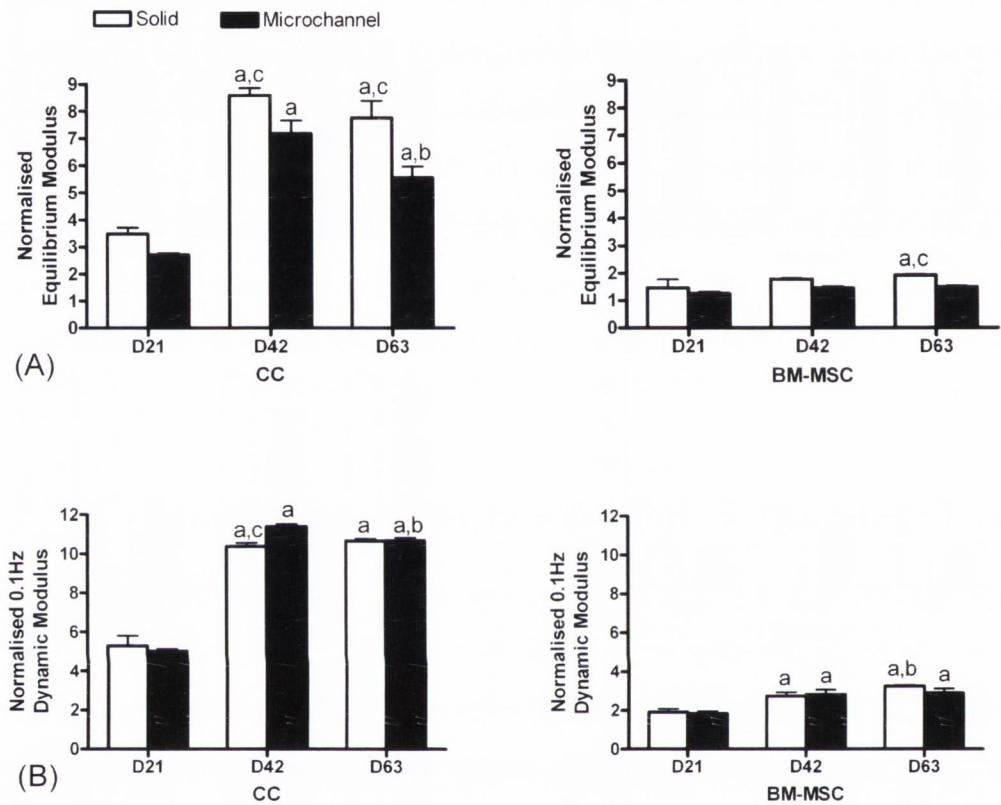 Solid
Microchannel
Normalised
Equilibrium Modulus
9
8
7
6
5
4
3
2
1
0
a,c
a
a,c
a,b
D21
D42
D63
CC
Normalised
Equilibrium Modulus
9
8
7
6
5
4
3
2
1
0
a,c
D21
D42
D63
BM-MSC
(A)
Normalised 0.1Hz
Dynamic Modulus
12
10
8
6
4
2
0
a,c
a
a
a,b
D21
D42
D63
CC
Normalised 0.1Hz
Dynamic Modulus
12
10
8
6
4
2
0
a
a
a,b
a
D21
D42
D63
BM-MSC
(B)